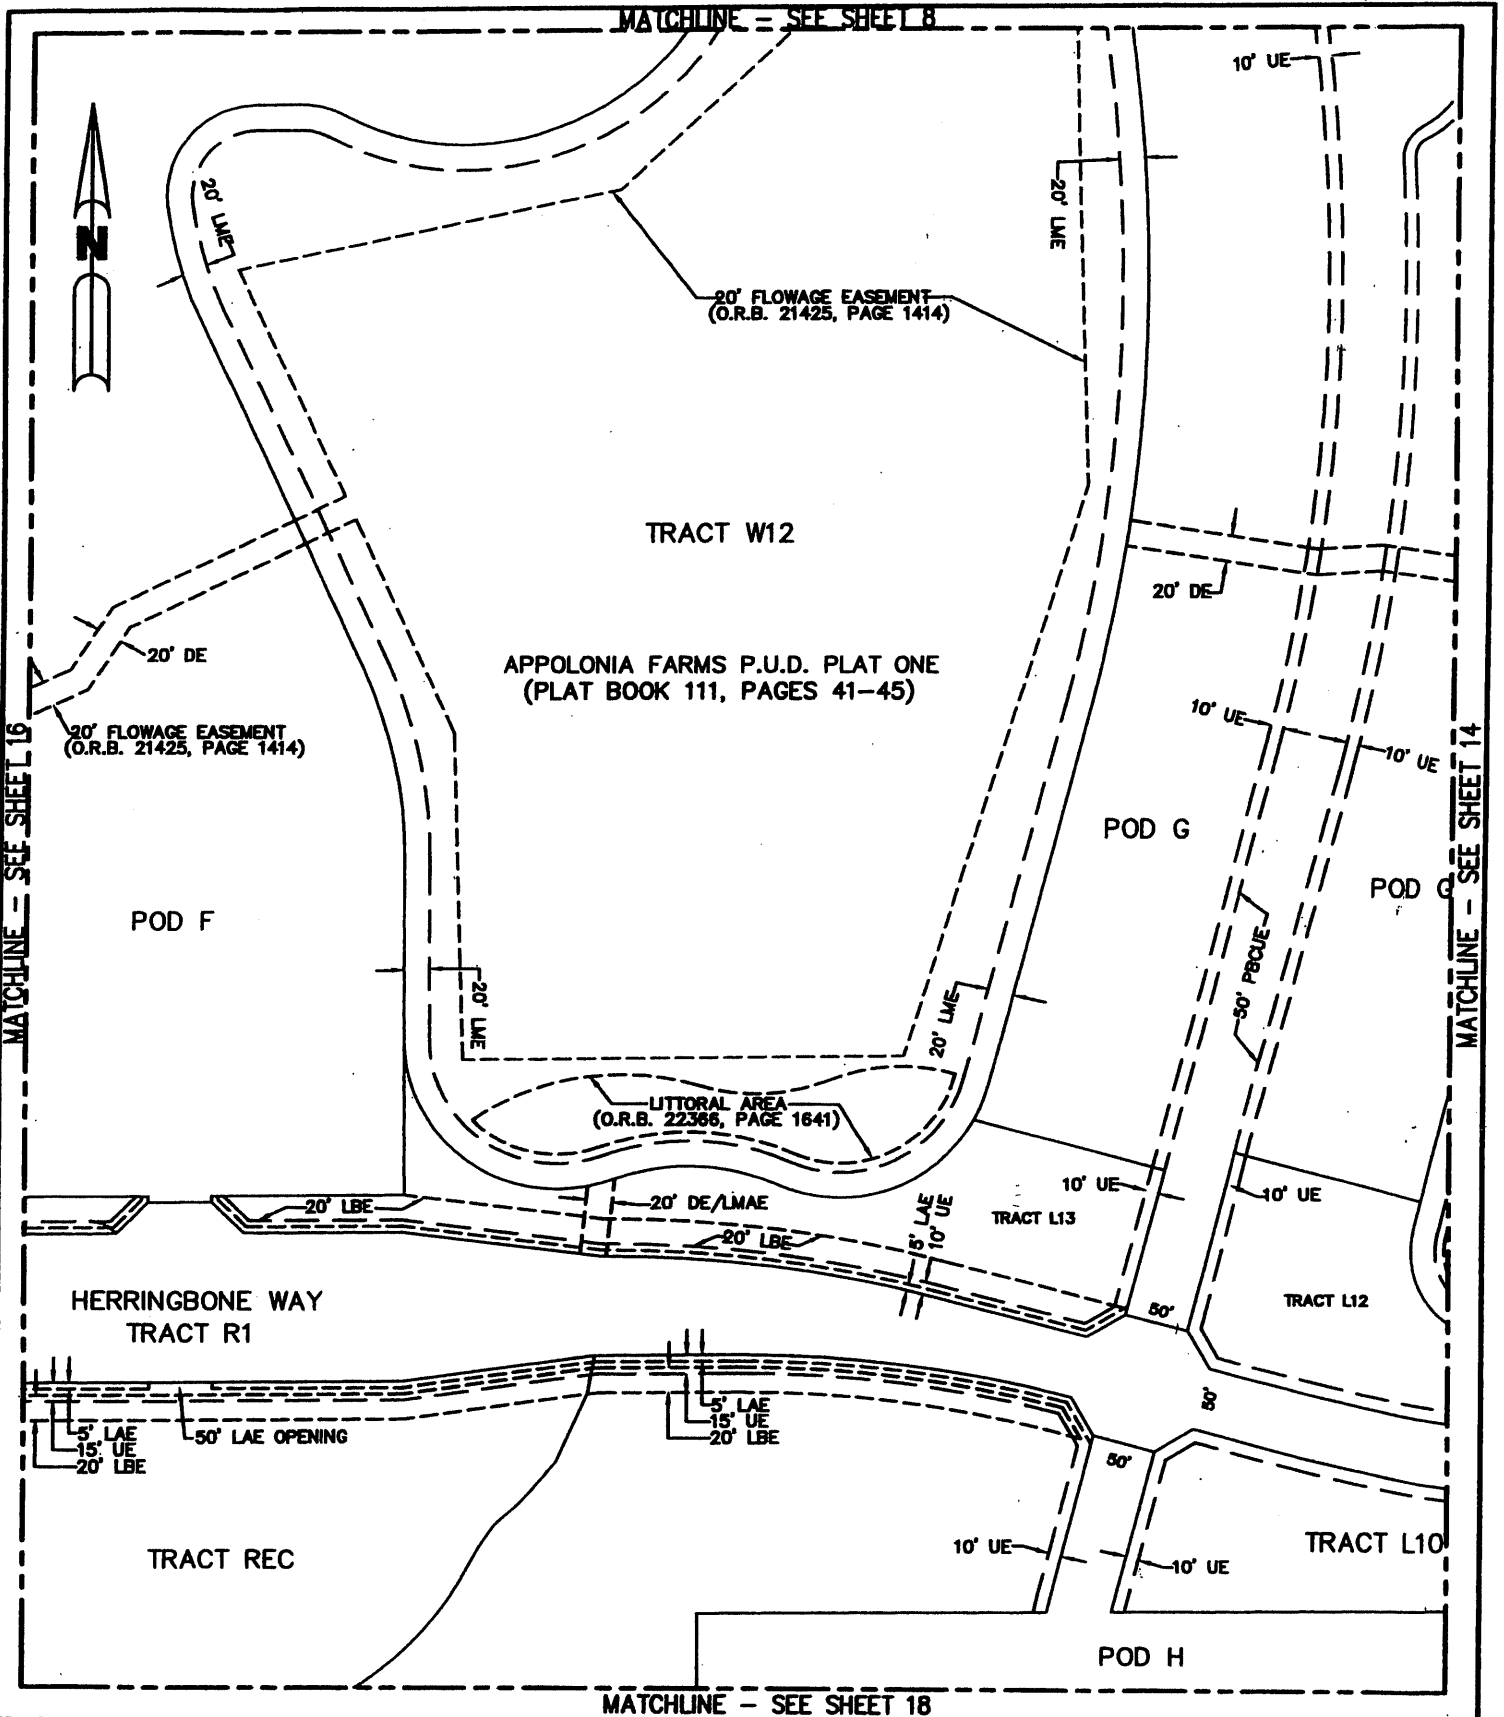 MATCHLINE - SEE SHEET 8
10' UE
N
20' LME
20' LME
20' FLOWAGE EASEMENT
(O.R.B. 21425, PAGE 1414)
TRACT W12
20' DE
20' DE
APPOLONIA FARMS P.U.D. PLAT ONE
(PLAT BOOK 111, PAGES 41-45)
20' FLOWAGE EASEMENT
(O.R.B. 21425, PAGE 1414)
10' UE
10' UE
MATCHLINE - SEE SHEET 16
MATCHLINE - SEE SHEET 14
POD G
POD G
POD F
50' PBCUE
20' LME
20' LME
LITTORAL AREA
(O.R.B. 22366, PAGE 1641)
10' UE
10' UE
20' LBE
20' DE/LMAE
5' LAE
10' UE
TRACT L13
20' LBE
HERRINGBONE WAY
TRACT R1
50'
TRACT L12
5' LAE
15' UE
20' LBE
50' LAE OPENING
5' LAE
15' UE
20' LBE
50'
50'
TRACT REC
10' UE
10' UE
TRACT L10
POD H
MATCHLINE - SEE SHEET 18